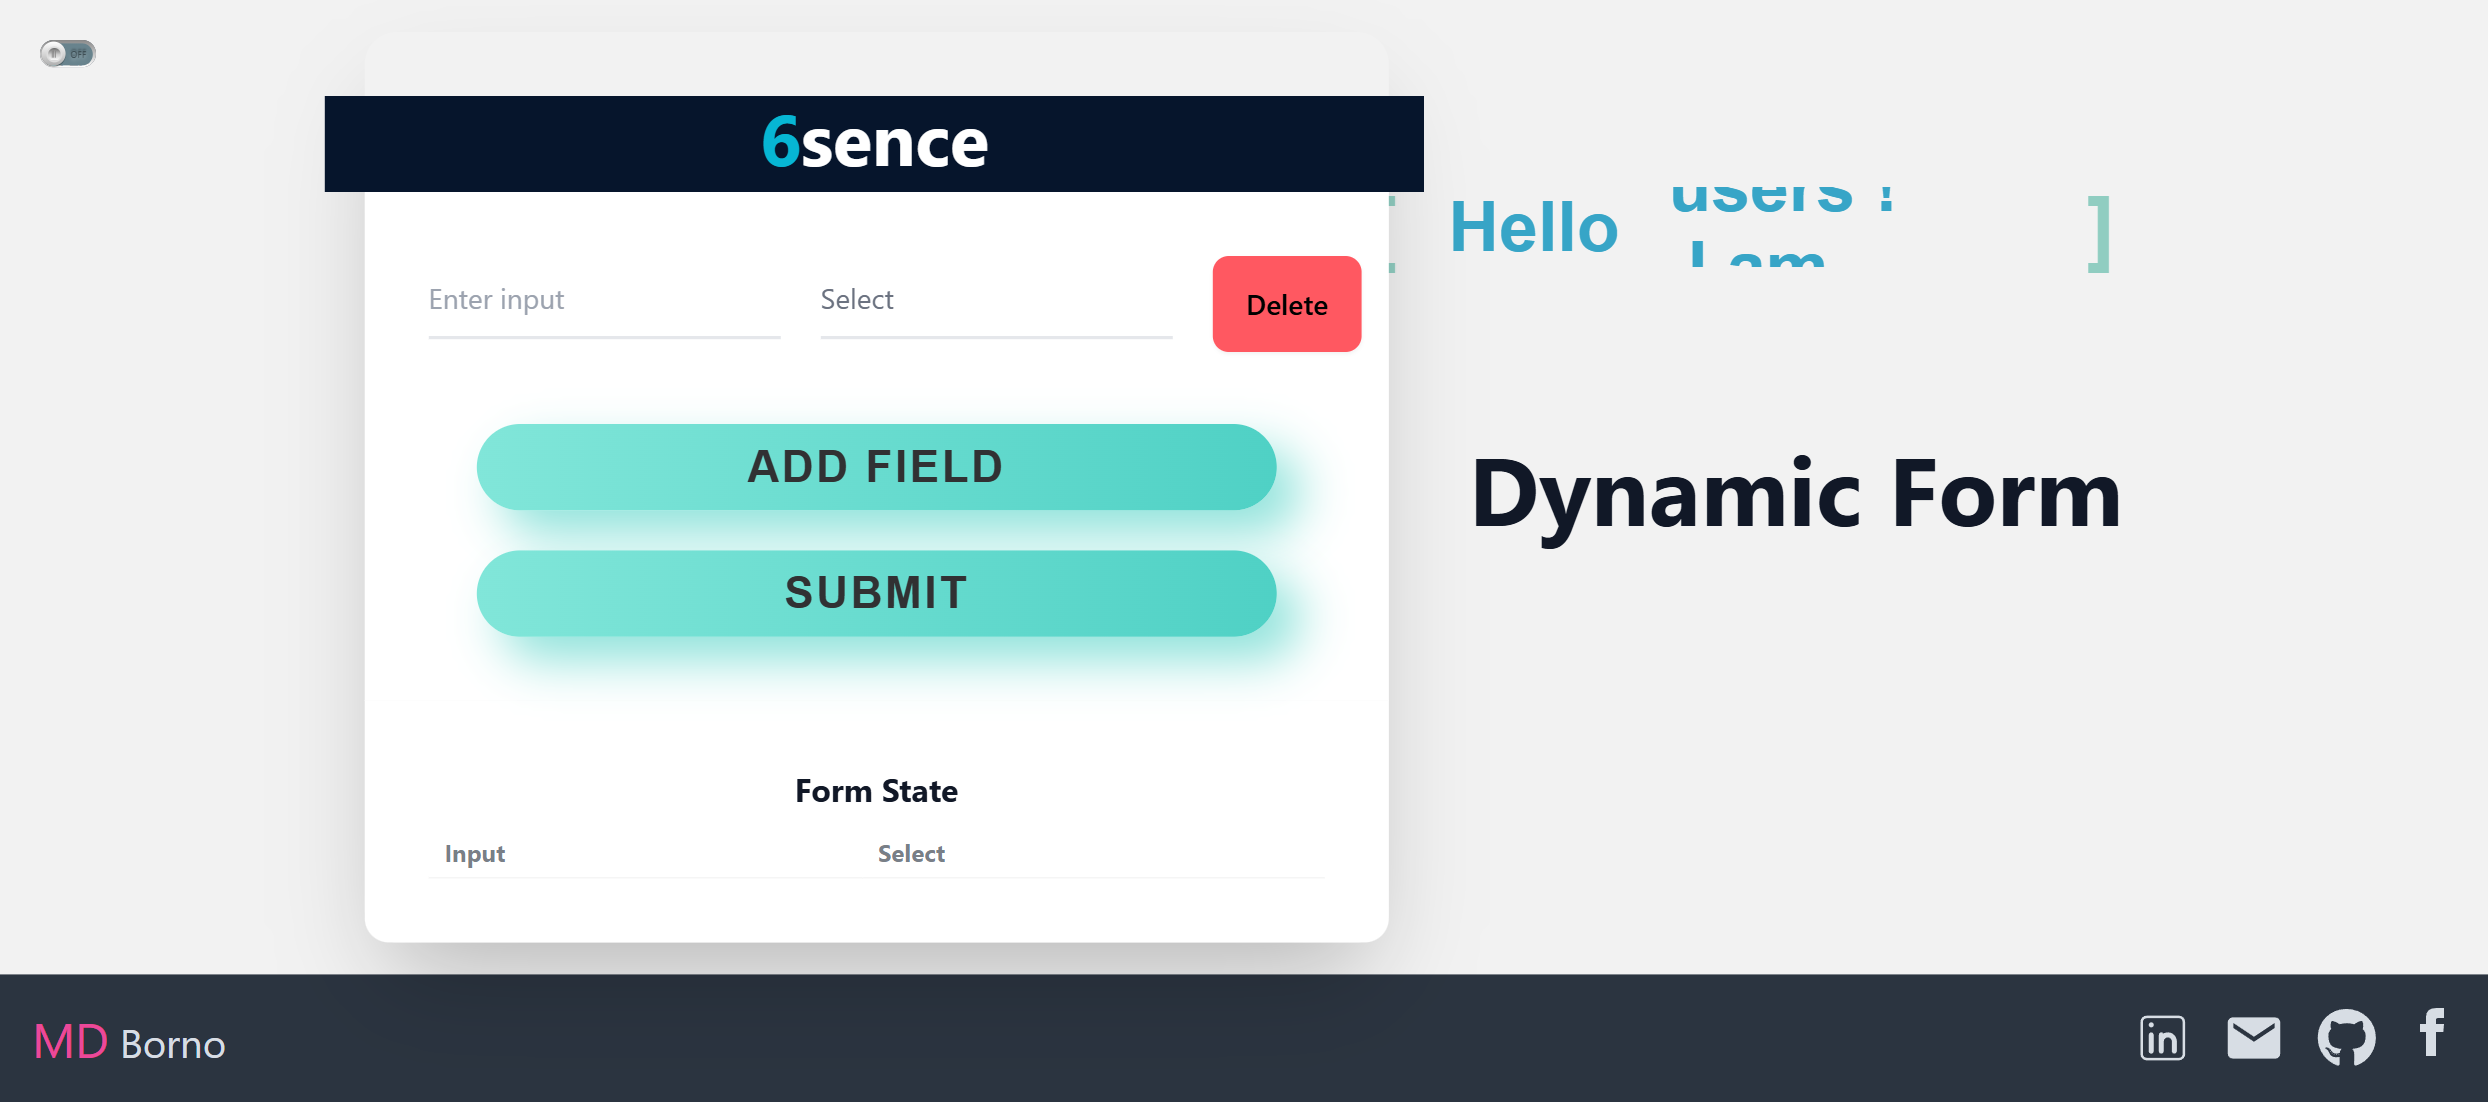 OFF
6sence
Enter input
Select
Delete
ADD FIELD
SUBMIT
Form State
Input Select
[ Hello users ! ]
I am
Dynamic Form
MD Borno